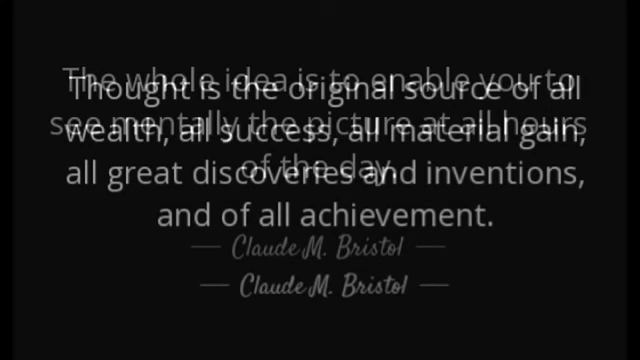 The whole idea is to enable you to
see mentally the picture at all hours
of the day.
— Claude M. Bristol —
Thought is the original source of all
wealth, all success, all material gain,
all great discoveries and inventions,
and of all achievement.
— Claude M. Bristol —